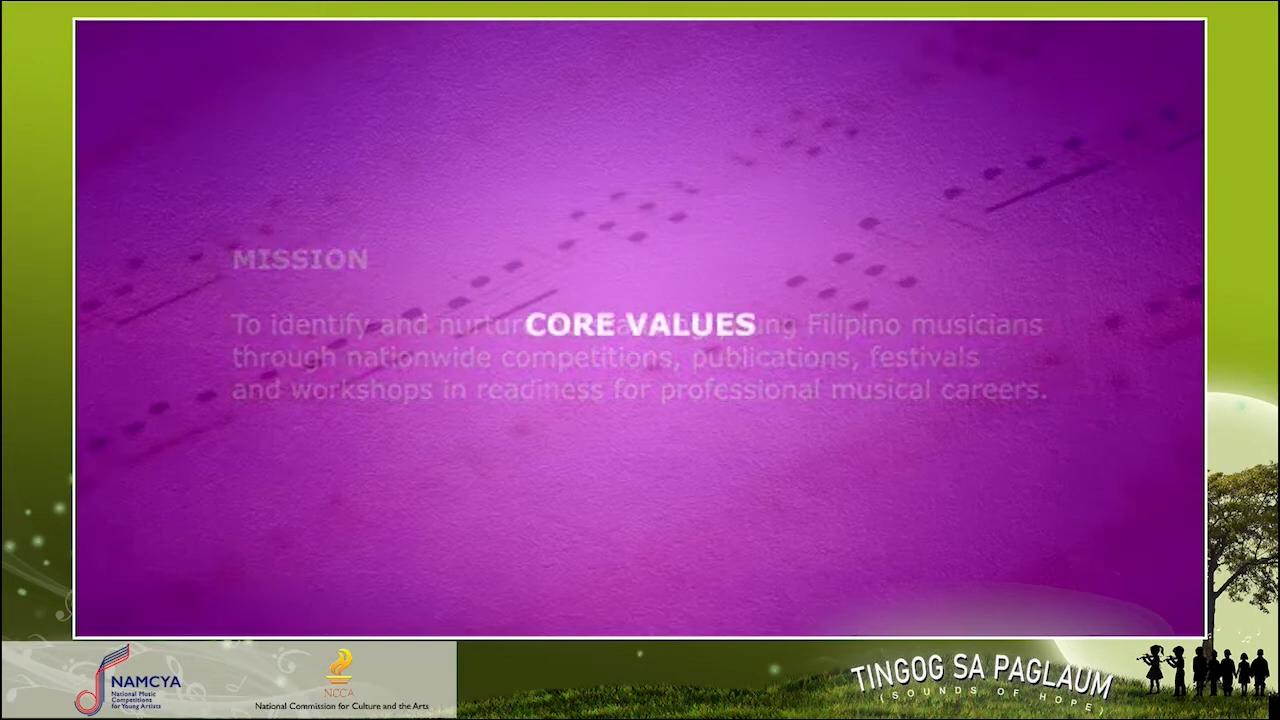 MISSION
CORE VALUES
To identify and nurtur ung Filipino musicians
through nationwide competitions, publications, festivals
and workshops in readiness for professional musical careers.
NAMCYA
National Music
Competitions
for Young Artists
NCCA
National Commission for Culture and the Arts
TINGOG SA PAGLAUM
(SOUNDS OF HOPE)